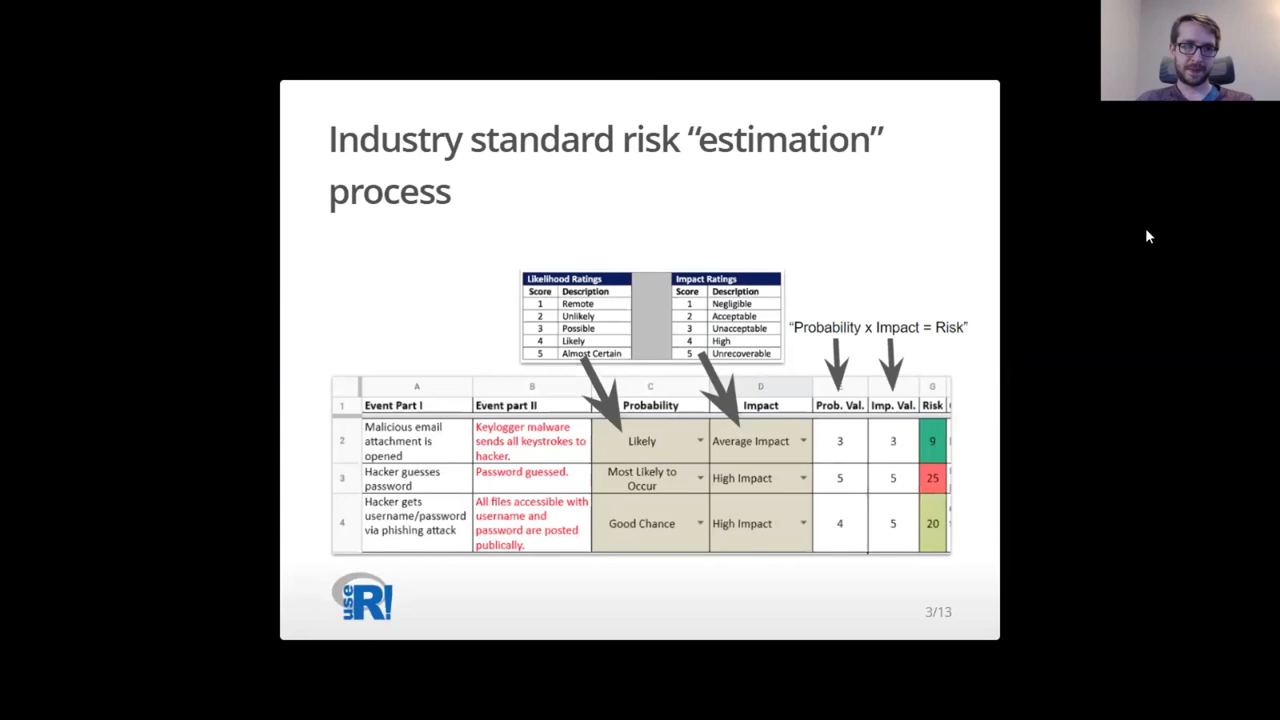 Industry standard risk “estimation”
process
Likelihood Ratings
Score Description
1 Remote
2 Unlikely
3 Possible
4 Likely
5 Almost Certain
Impact Ratings
Score Description
1 Negligible
2 Acceptable
3 Unacceptable
4 High
5 Unrecoverable
“Probability x Impact = Risk”
A B C D G
1 Event Part I Event part II Probability Impact Prob. Val. Imp. Val. Risk
2
Malicious email
attachment is
opened
Keylogger malware
sends all keystrokes to
hacker.
Likely
Average Impact
3
3
9
3
Hacker guesses
password
Password guessed.
Most Likely to
Occur
High Impact
5
5
25
4
Hacker gets
username/password
via phishing attack
All files accessible with
username and
password are posted
publically.
Good Chance
High Impact
4
5
20
use R!
3/13